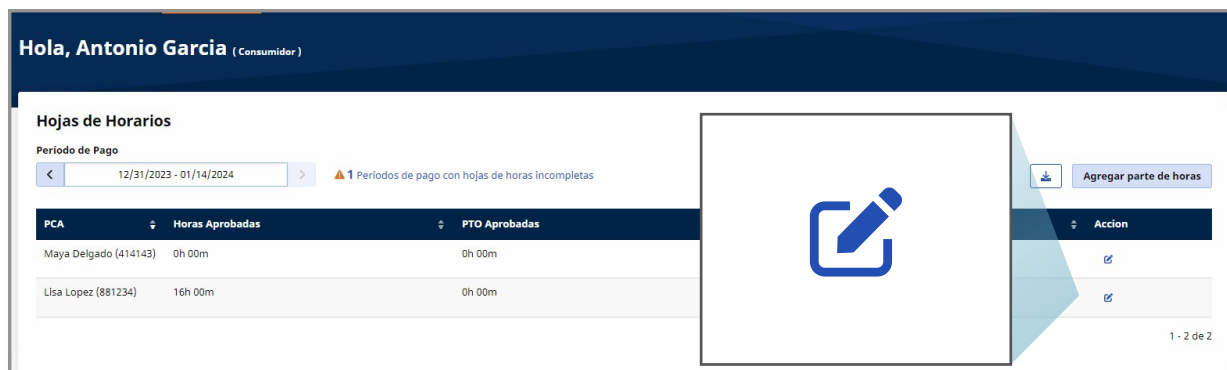 Hola, Antonio Garcia ( Consumidor )
Hojas de Horarios
Período de Pago
12/31/2023 - 01/14/2024
1 Períodos de pago con hojas de horas incompletas
Agregar parte de horas
PCA Horas Aprobadas PTO Aprobadas Accion
Maya Delgado (414143) 0h 00m 0h 00m
Lisa Lopez (881234) 16h 00m 0h 00m
1 - 2 de 2